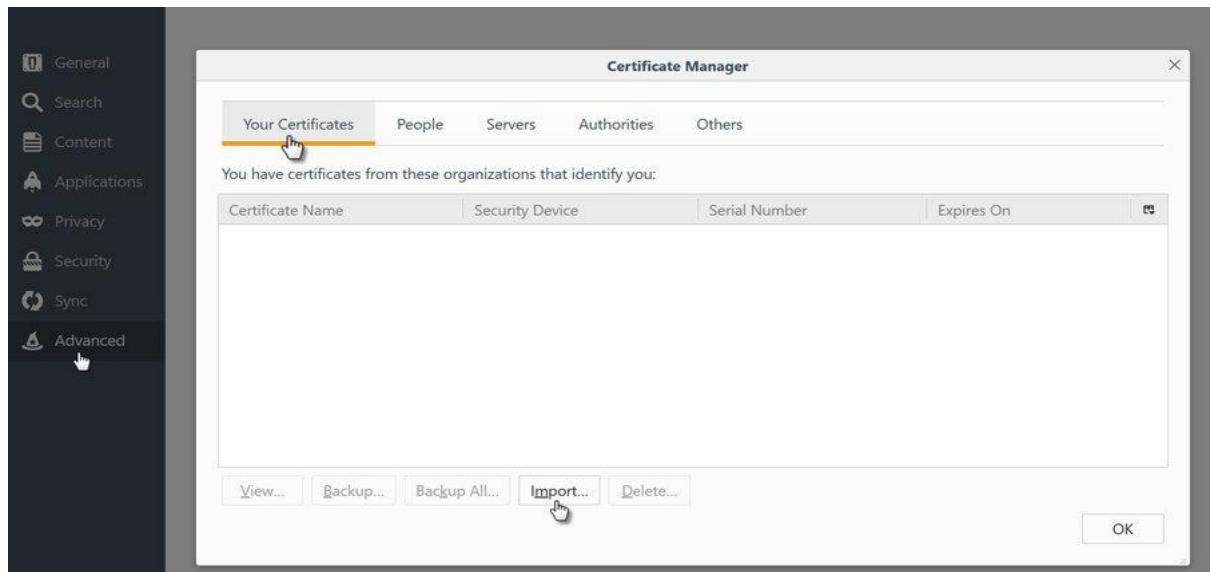 General
Search
Content
Applications
Privacy
Security
Sync
Advanced
Certificate Manager
Your Certificates People Servers Authorities Others
You have certificates from these organizations that identify you:
Certificate Name Security Device Serial Number Expires On
View... Backup... Backup All... Import... Delete...
OK